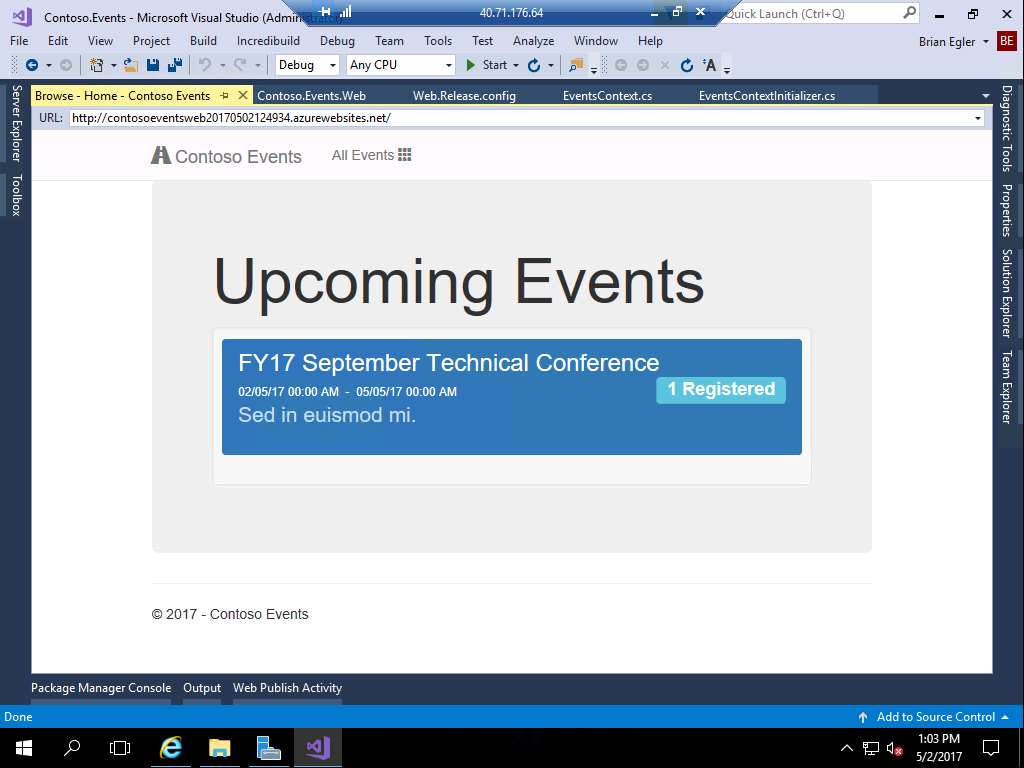 Contoso.Events - Microsoft Visual Studio (Admi
40.71.176.64
Quick Launch (Ctrl+Q)
File Edit View Project Build Incredibuild Debug Team Tools Test Analyze Window Help
Brian Egler
BE
Debug
Any CPU
Start
Browse - Home - Contoso Events
Contoso.Events.Web
Web.Release.config
EventsContext.cs
EventsContextInitializer.cs
URL: http://contosoeventsweb20170502124934.azurewebsites.net/
Server Explorer
Toolbox
Diagnostic Tools
Properties
Solution Explorer
Team Explorer
Contoso Events
All Events
Upcoming Events
FY17 September Technical Conference
02/05/17 00:00 AM - 05/05/17 00:00 AM
1 Registered
Sed in euismod mi.
© 2017 - Contoso Events
Package Manager Console
Output
Web Publish Activity
Done
Add to Source Control
1:03 PM
5/2/2017